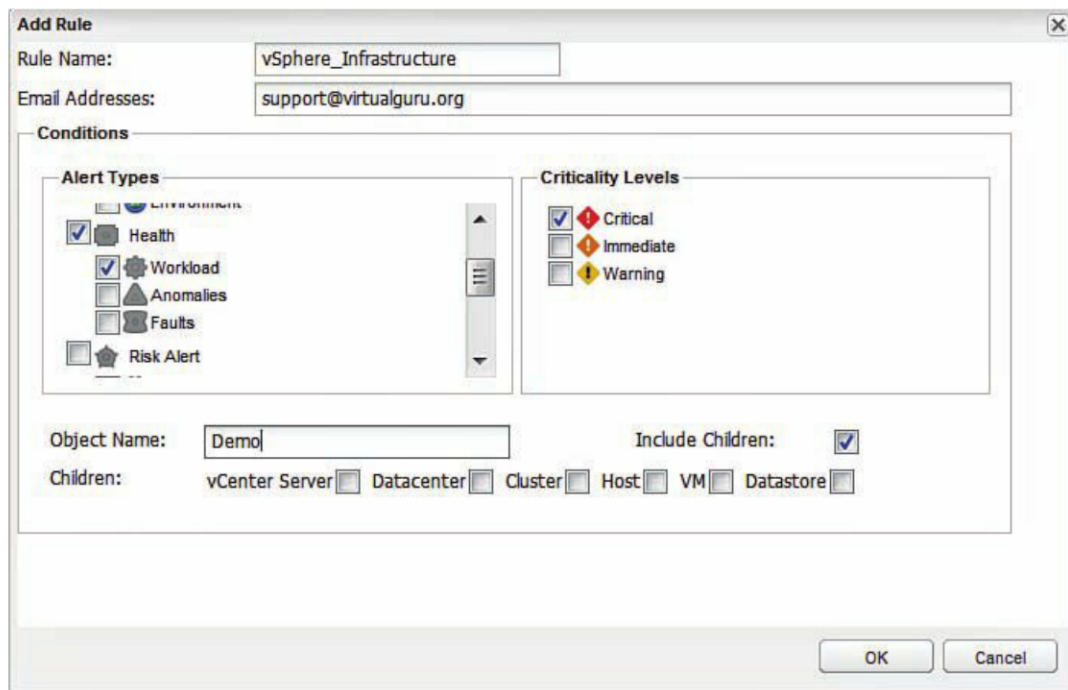 Add Rule
Rule Name: vSphere_Infrastructure
Email Addresses: support@virtualguru.org
Conditions
Alert Types
Criticality Levels
Environment
Health
Workload
Anomalies
Faults
Risk Alert
Critical
Immediate
Warning
Object Name: Demo Include Children:
Children: vCenter Server Datacenter Cluster Host VM Datastore
OK Cancel